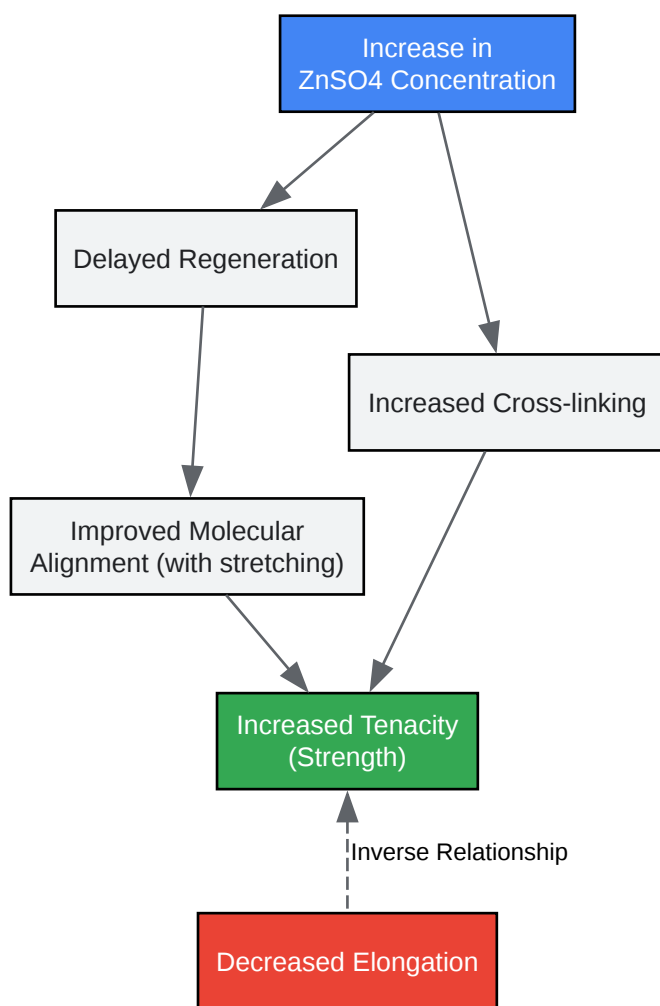 Increase in
ZnSO4 Concentration
Delayed Regeneration
Increased Cross-linking
Improved Molecular
Alignment (with stretching)
Increased Tenacity
(Strength)
Inverse Relationship
Decreased Elongation